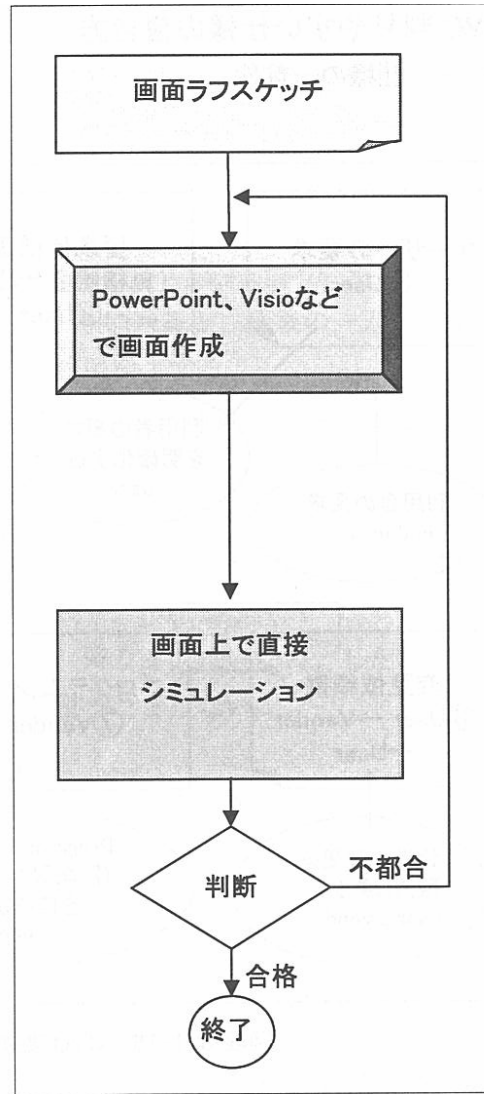 画面ラフスケッチ
PowerPoint、Visioなど
で画面作成
画面上で直接
シミュレーション
判断
不都合
合格
終了